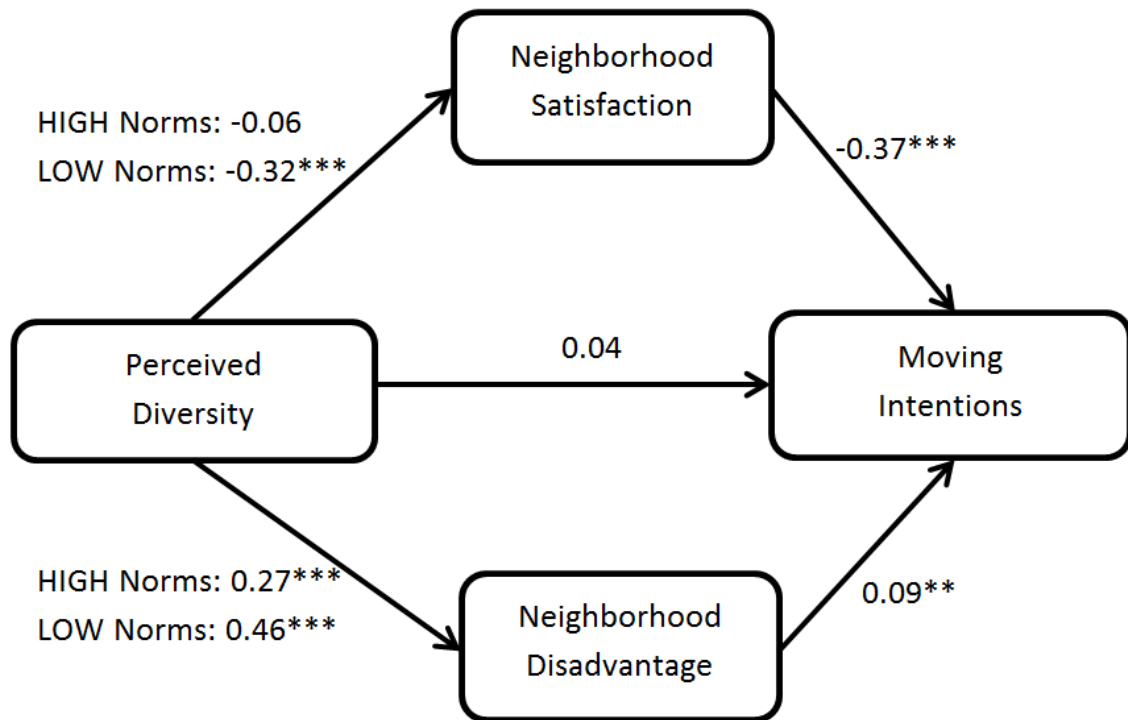 Neighborhood
Satisfaction
HIGH Norms: -0.06
LOW Norms: -0.32***
-0.37***
Perceived
Diversity
0.04
Moving
Intentions
HIGH Norms: 0.27***
LOW Norms: 0.46***
0.09**
Neighborhood
Disadvantage